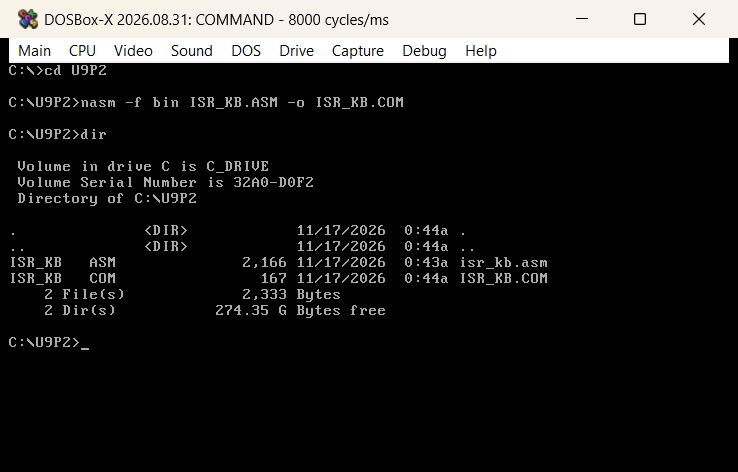 DOSBox-X 2026.08.31: COMMAND - 8000 cycles/ms
Main CPU Video Sound DOS Drive Capture Debug Help
C:\>cd U9P2
C:\U9P2>nasm -f bin ISR_KB.ASM -o ISR_KB.COM
C:\U9P2>dir
Volume in drive C is C_DRIVE
Volume Serial Number is 32A0-D0F2
Directory of C:\U9P2
. <DIR> 11/17/2026 0:44a .
.. <DIR> 11/17/2026 0:44a ..
ISR_KB ASM 2,166 11/17/2026 0:43a isr_kb.asm
ISR_KB COM 167 11/17/2026 0:44a ISR_KB.COM
2 File(s) 2,333 Bytes
2 Dir(s) 274.35 G Bytes free
C:\U9P2>_